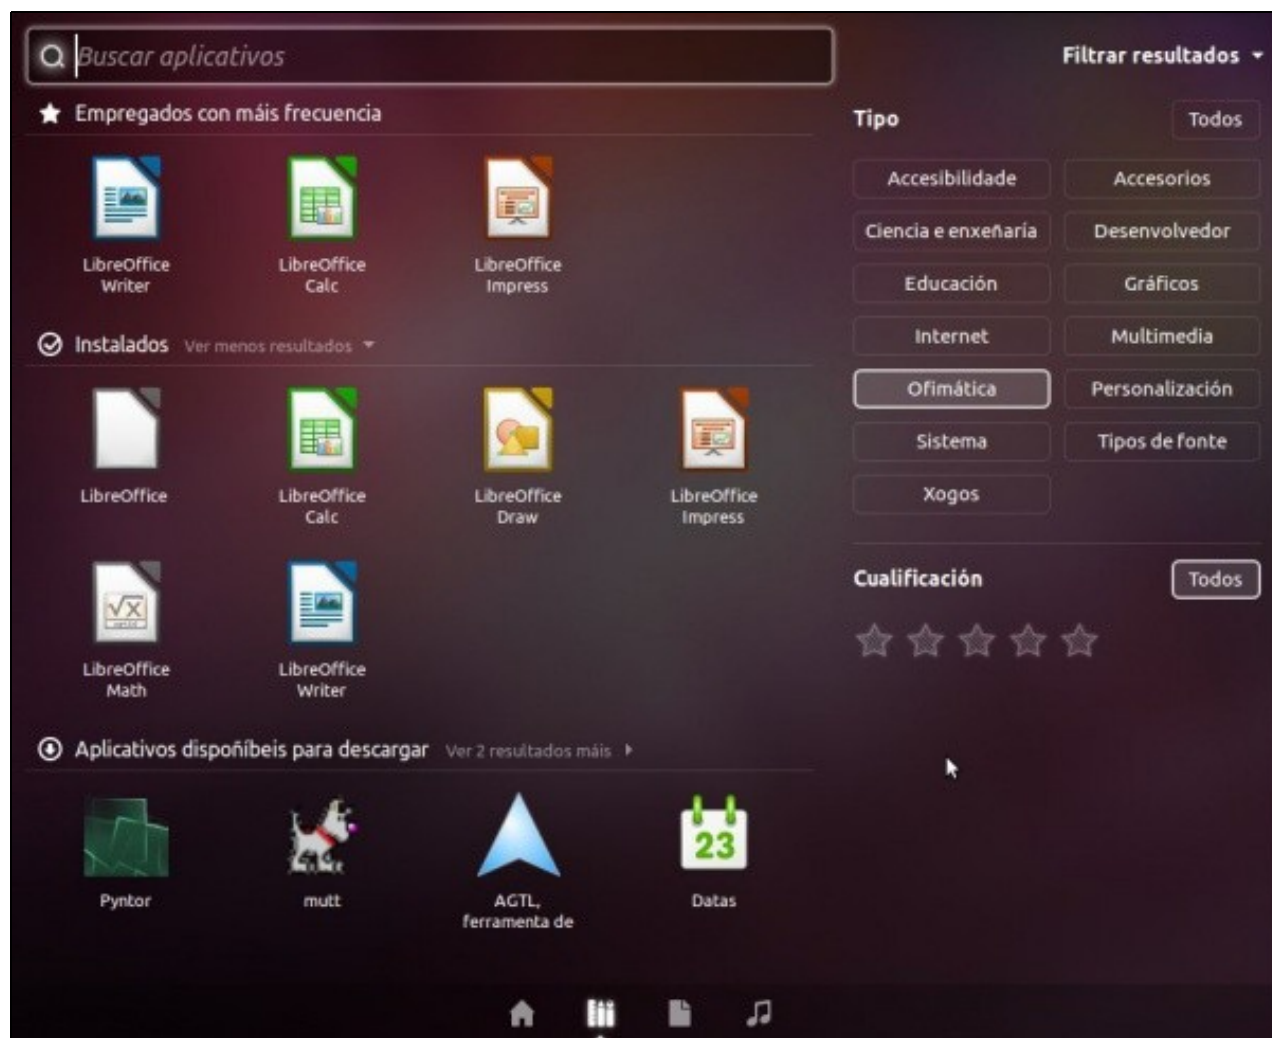 Buscar aplicativos
Filtrar resultados
Empregados con máis frecuencia
LibreOffice
Writer
LibreOffice
Calc
LibreOffice
Impress
Instalados Ver menos resultados
LibreOffice
LibreOffice
Calc
LibreOffice
Draw
LibreOffice
Impress
LibreOffice
Math
LibreOffice
Writer
Aplicativos dispoñíbeis para descargar Ver 2 resultados máis
23
Pyntor
mutt
AGTL,
ferramenta de
Datas
Tipo
Todos
Accesibilidade
Accesorios
Ciencia e enxeñaría
Desenvolvedor
Educación
Gráficos
Internet
Multimedia
Ofimática
Personalización
Sistema
Tipos de fonte
Xogos
Cualificación
Todos